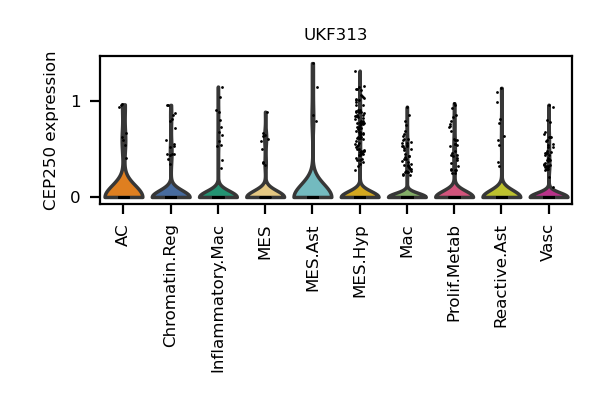 UKF313
CEP250 expression
1
0
AC
Chromatin.Reg
Inflammatory.Mac
MES
MES.Ast
MES.Hyp
Mac
Prolif.Metab
Reactive.Ast
Vasc